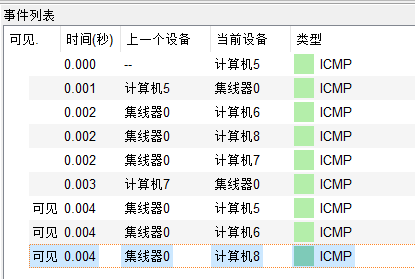 事件列表
可见. 时间(秒) 上一个设备 当前设备 类型
0.000 -- 计算机5 ICMP
0.001 计算机5 集线器0 ICMP
0.002 集线器0 计算机6 ICMP
0.002 集线器0 计算机8 ICMP
0.002 集线器0 计算机7 ICMP
0.003 计算机7 集线器0 ICMP
可见 0.004 集线器0 计算机5 ICMP
可见 0.004 集线器0 计算机6 ICMP
可见 0.004 集线器0 计算机8 ICMP